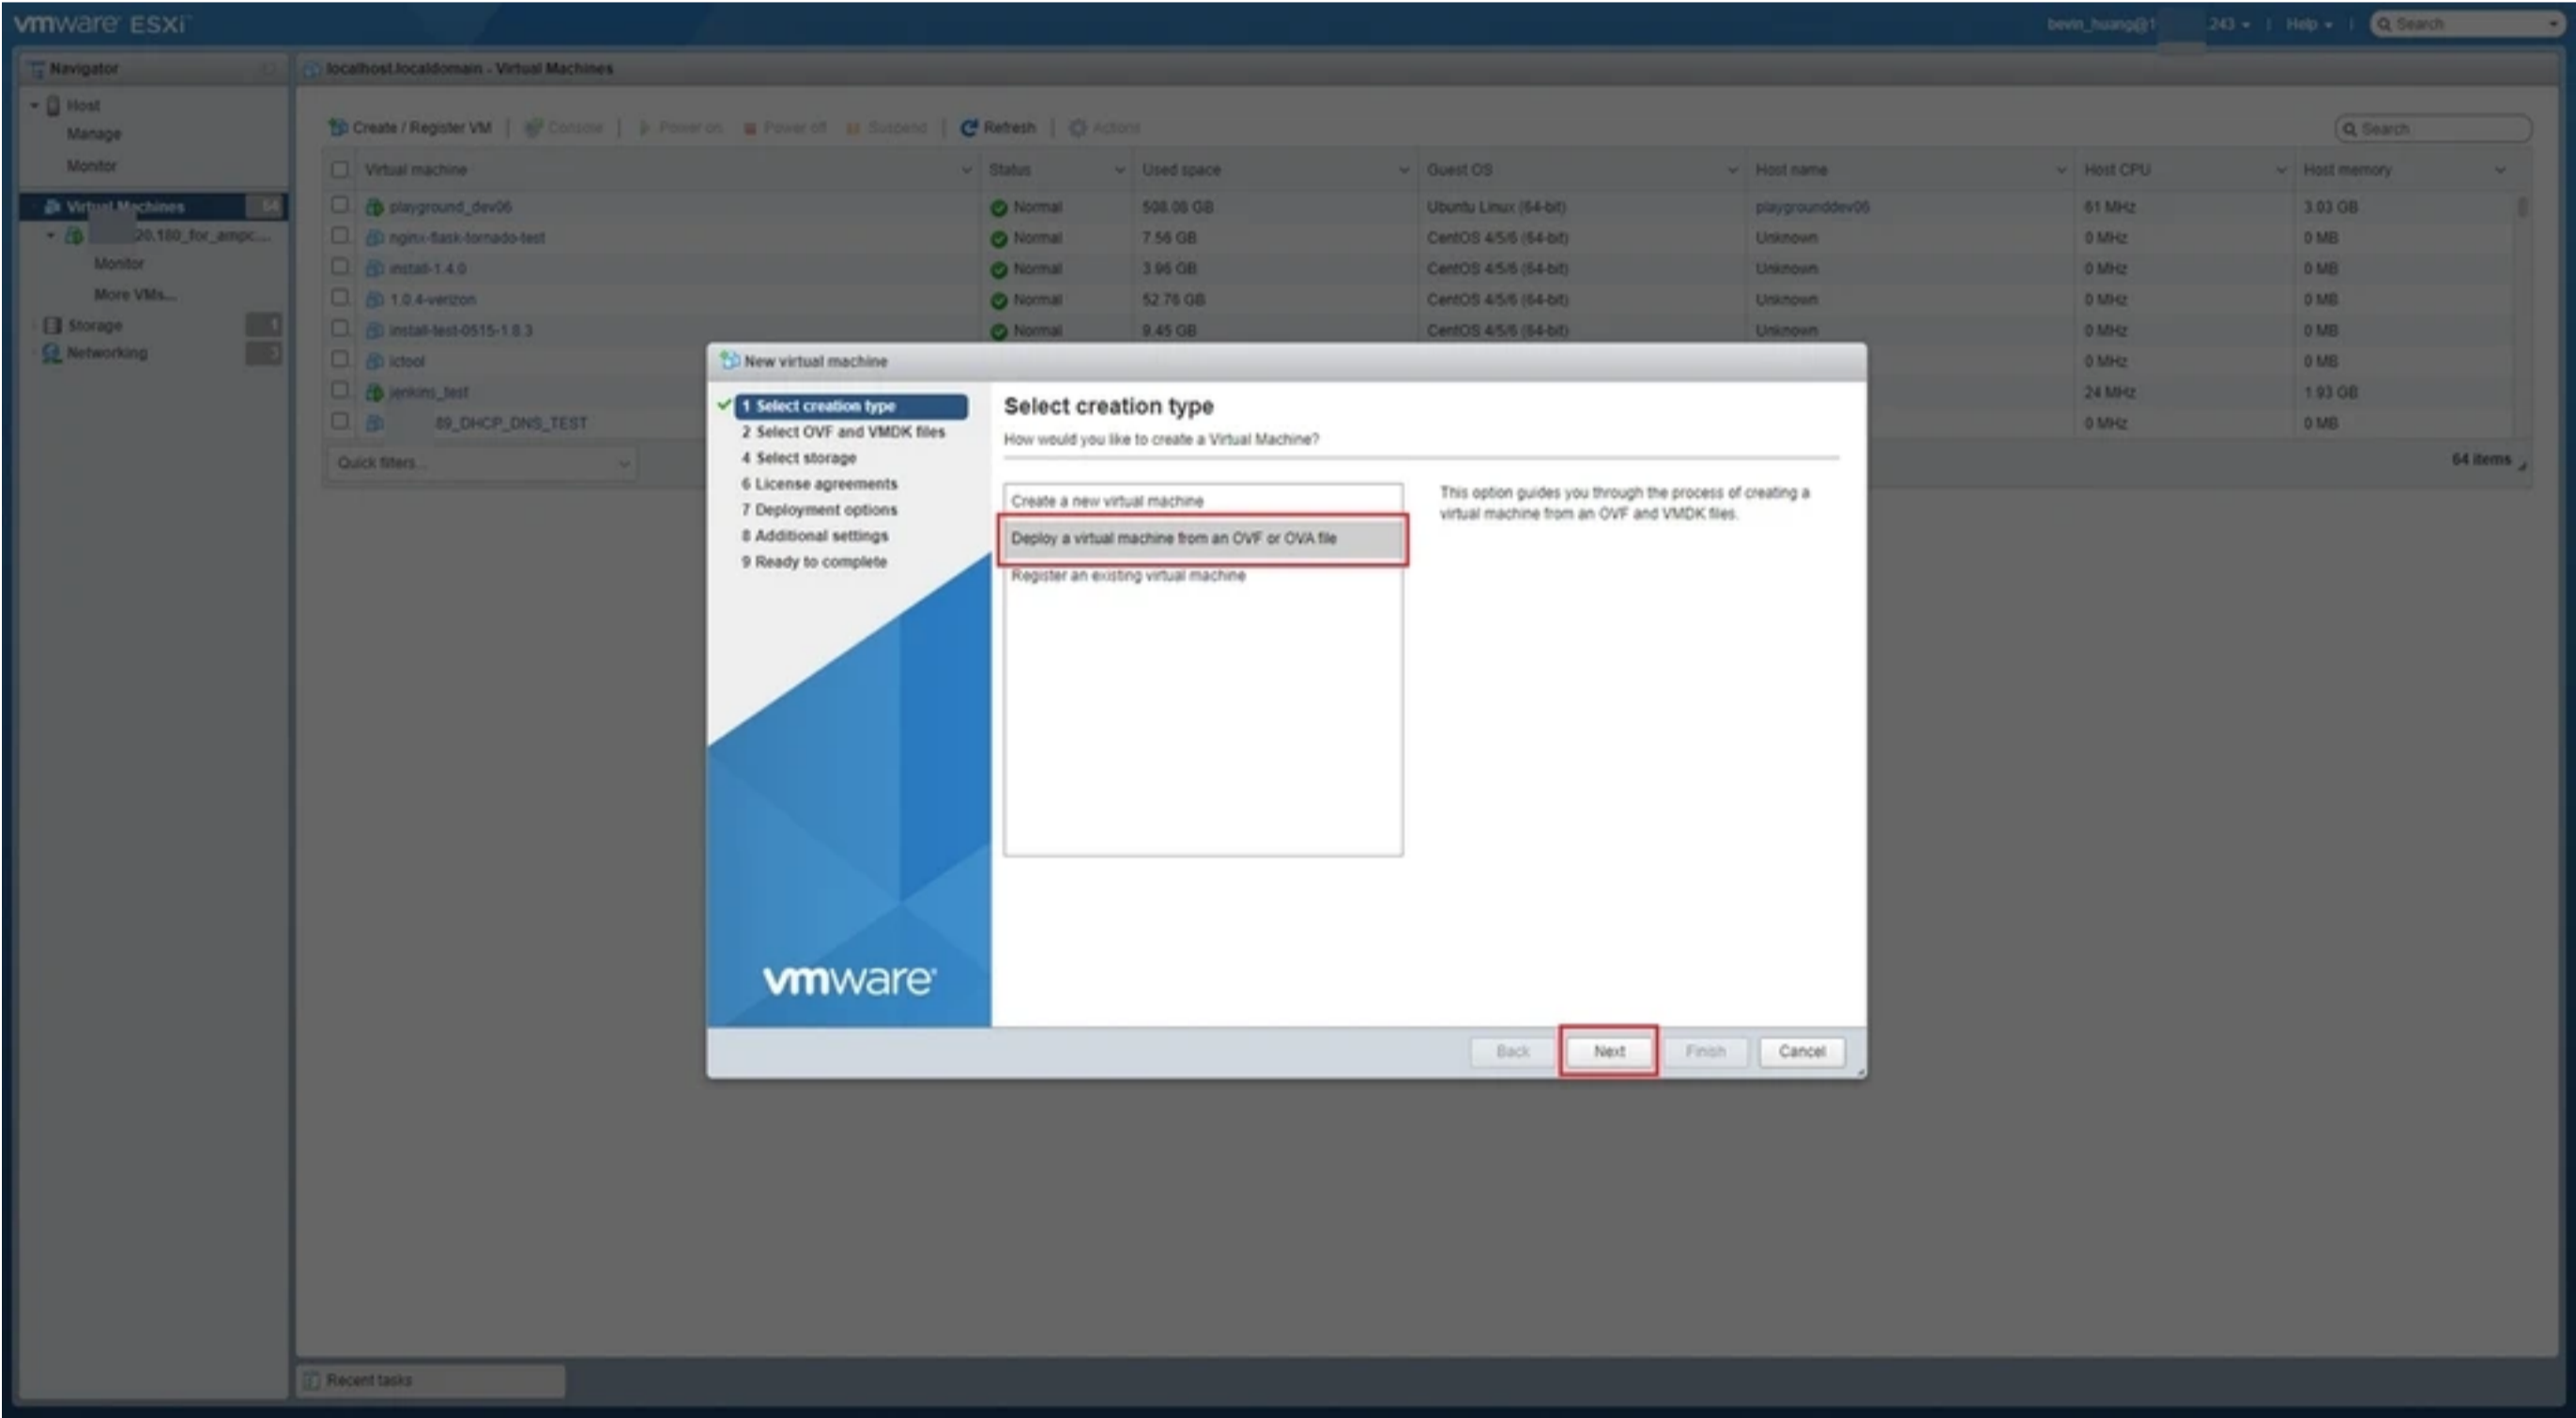 vmware ESXi
bevin_huang@1 .243 | Help | Search
Navigator
localhost.localdomain - Virtual Machines
Host
Manage
Monitor
Virtual Machines 64
20.180_for_ampc...
Monitor
More VMs...
Storage 1
Networking 3
Create / Register VM | Console | Power on Power off Suspend | Refresh | Actions
Search
Virtual machine Status Used space Guest OS Host name Host CPU Host memory
playground_dev06 Normal 508.08 GB Ubuntu Linux (64-bit) playgrounddev06 61 MHz 3.03 GB
nginx-flask-tornado-test Normal 7.56 GB CentOS 4/5/6 (64-bit) Unknown 0 MHz 0 MB
install-1.4.0 Normal 3.96 GB CentOS 4/5/6 (64-bit) Unknown 0 MHz 0 MB
1.0.4-verizon Normal 52.76 GB CentOS 4/5/6 (64-bit) Unknown 0 MHz 0 MB
install-test-0515-1.8.3 Normal 9.45 GB CentOS 4/5/6 (64-bit) Unknown 0 MHz 0 MB
0 MHz 0 MB
jenkins_test 24 MHz 1.93 GB
89_DHCP_DNS_TEST 0 MHz 0 MB
Quick filters...
64 items
New virtual machine
1 Select creation type
2 Select OVF and VMDK files
4 Select storage
6 License agreements
7 Deployment options
8 Additional settings
9 Ready to complete
vmware
Select creation type
How would you like to create a Virtual Machine?
Create a new virtual machine
Deploy a virtual machine from an OVF or OVA file
Register an existing virtual machine
This option guides you through the process of creating a
virtual machine from an OVF and VMDK files.
Back Next Finish Cancel
Recent tasks